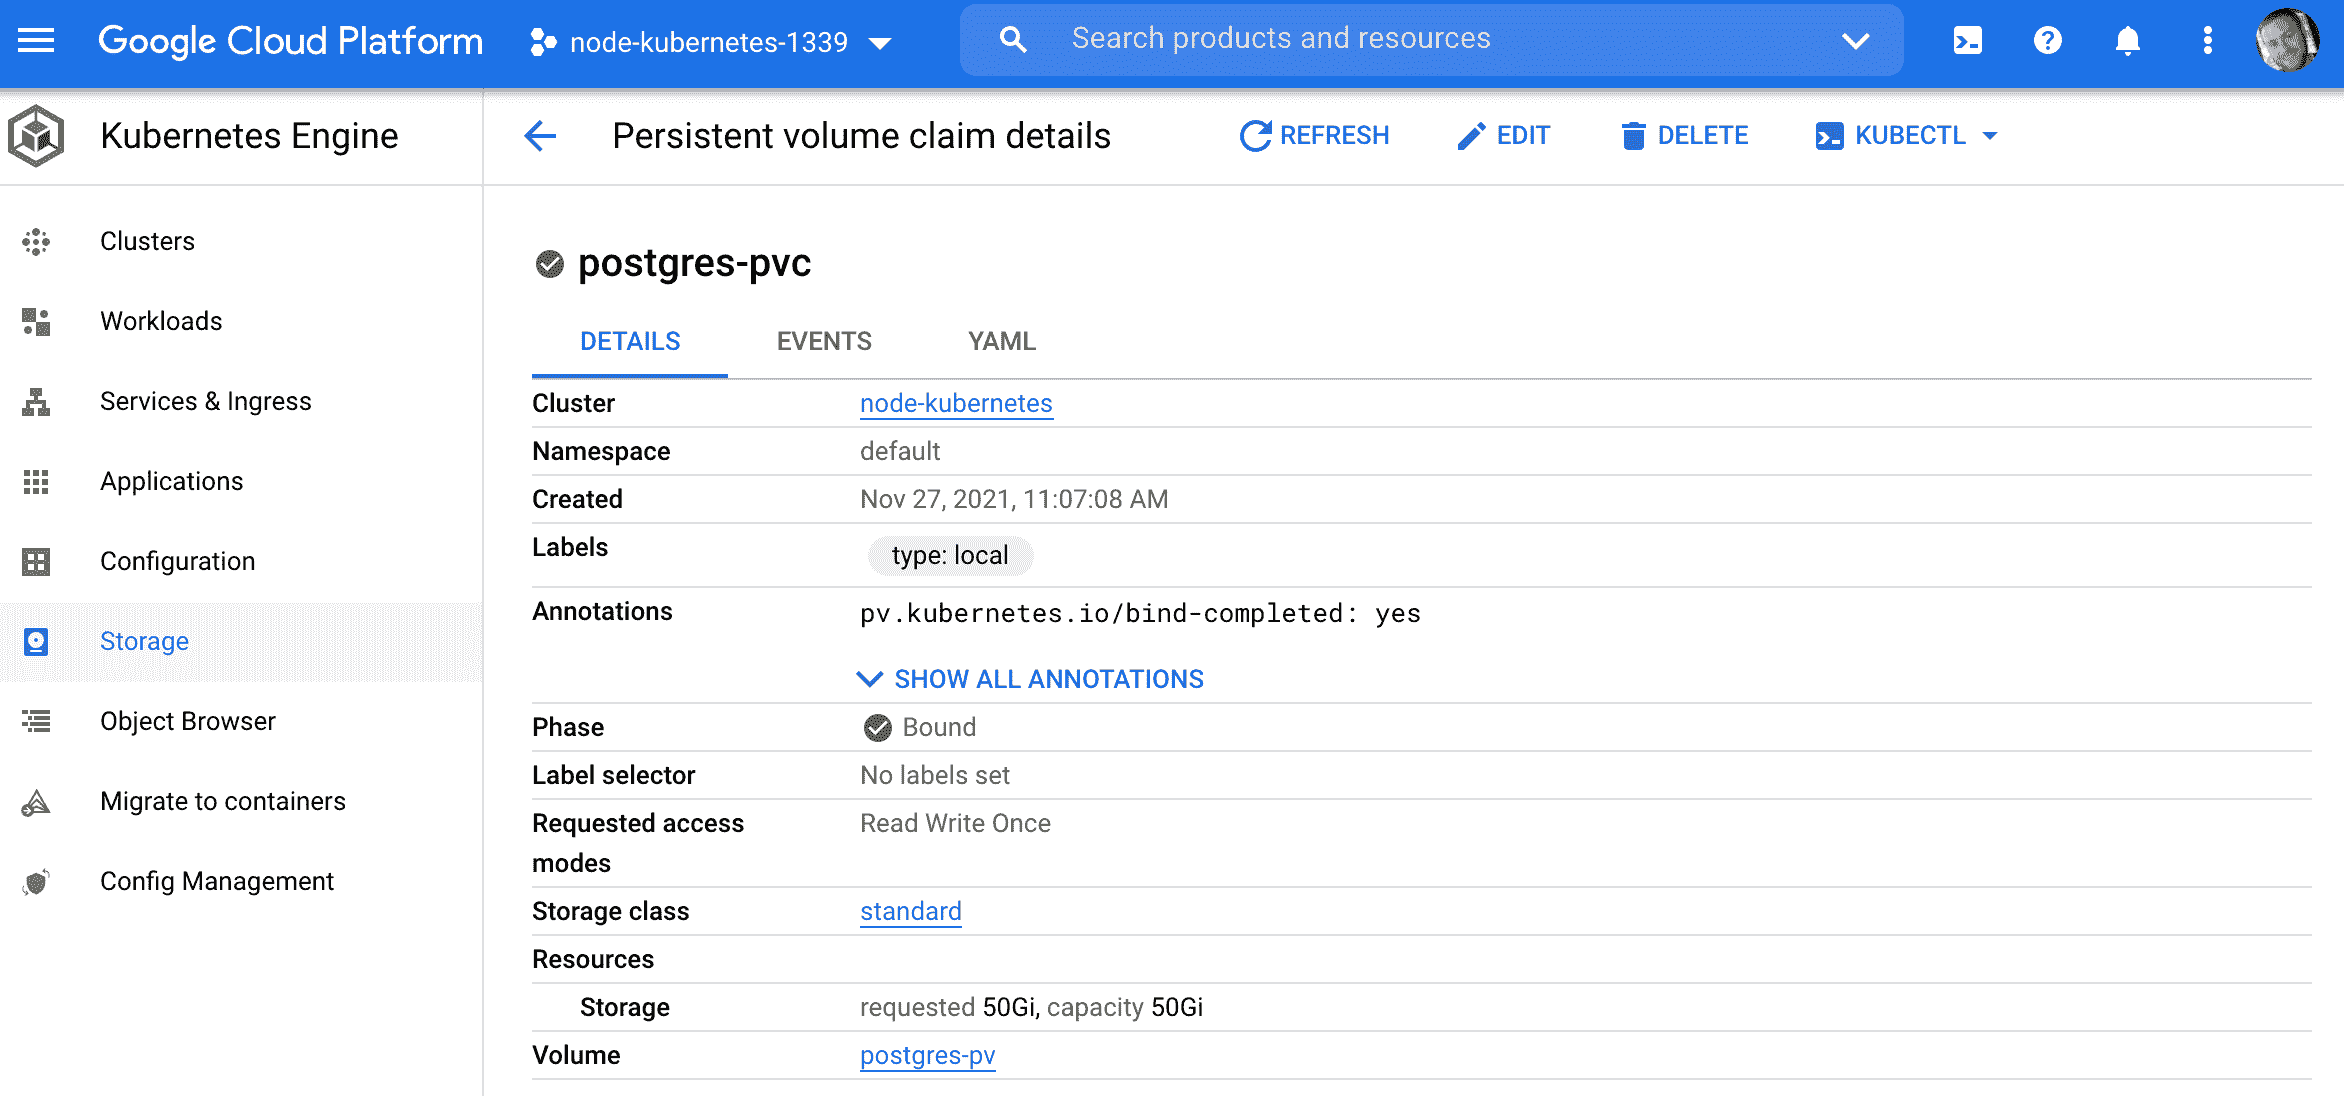 Google Cloud Platform
node-kubernetes-1339
Search products and resources
Kubernetes Engine
Persistent volume claim details
REFRESH
EDIT
DELETE
KUBECTL
Clusters
Workloads
Services & Ingress
Applications
Configuration
Storage
Object Browser
Migrate to containers
Config Management
postgres-pvc
DETAILS
EVENTS
YAML
Cluster node-kubernetes
Namespace default
Created Nov 27, 2021, 11:07:08 AM
Labels type: local
Annotations pv.kubernetes.io/bind-completed: yes
SHOW ALL ANNOTATIONS
Phase Bound
Label selector No labels set
Requested access Read Write Once
modes
Storage class standard
Resources
Storage requested 50Gi, capacity 50Gi
Volume postgres-pv